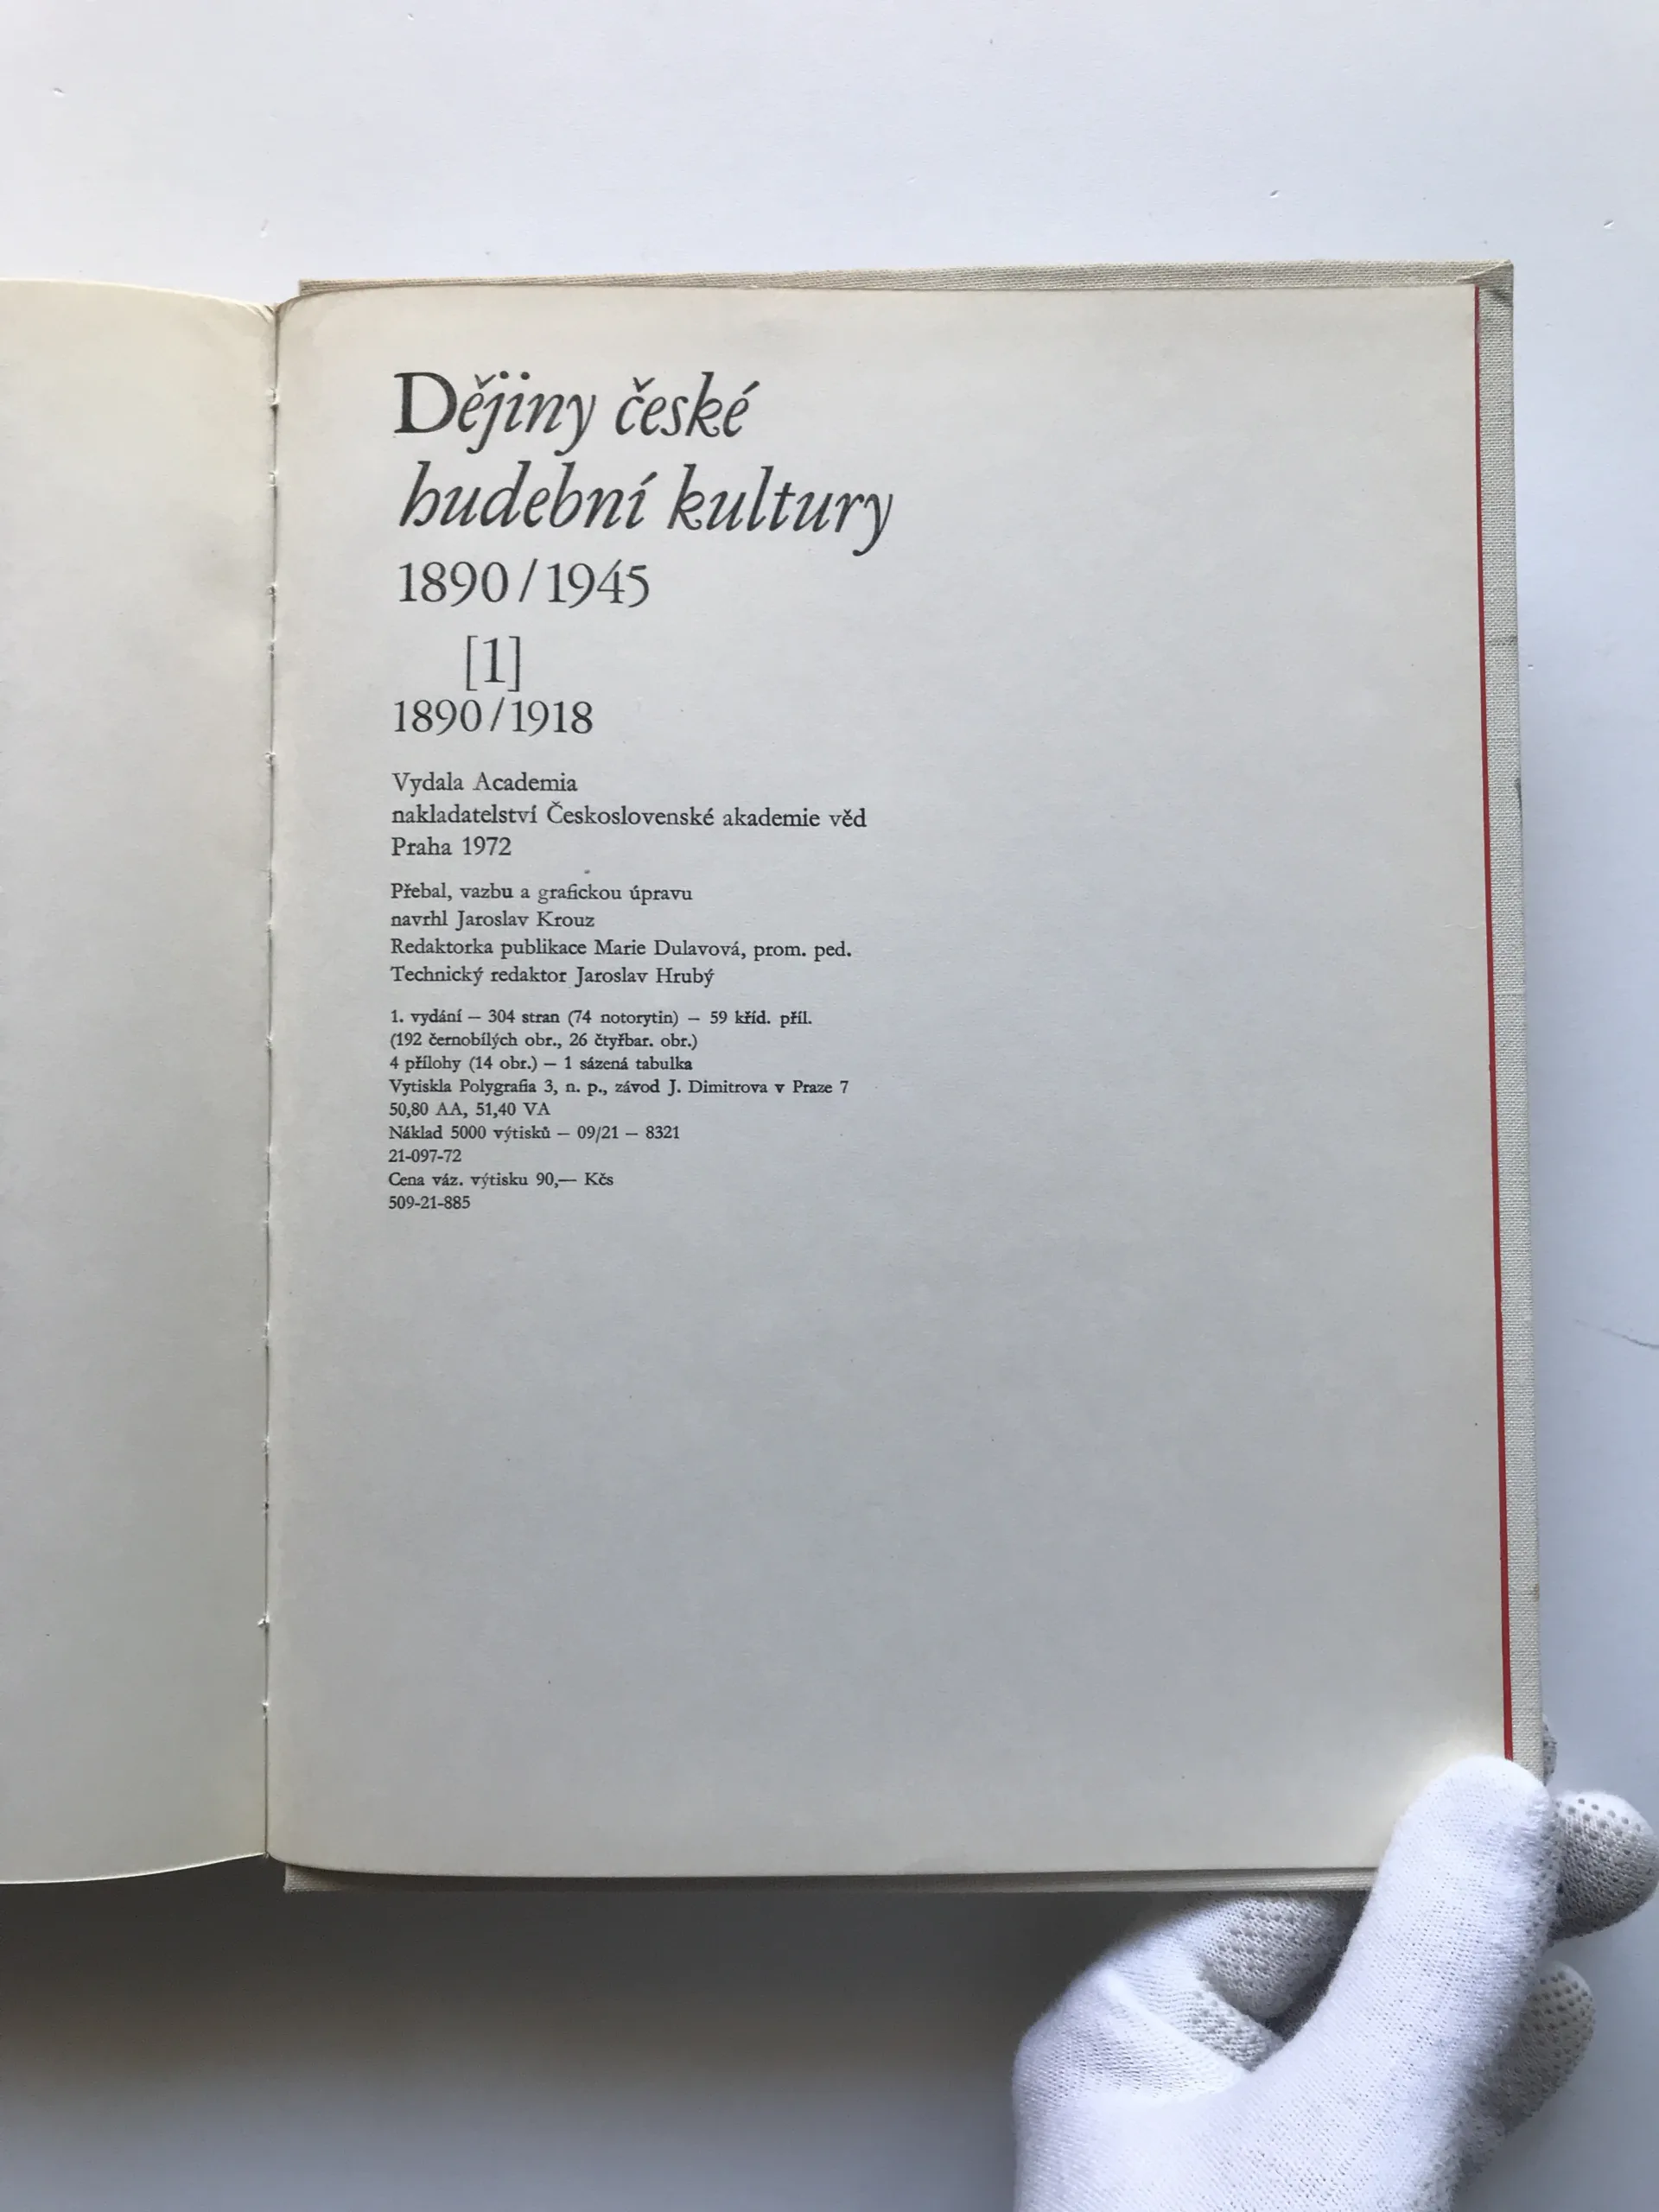 Dějiny české
hudební kultury
1890/1945
[1]
1890/1918
Vydala Academia
nakladatelství Československé akademie věd
Praha 1972
Přebal, vazbu a grafickou úpravu
navrhl Jaroslav Krouz
Redaktorka publikace Marie Dulavová, prom. ped.
Technický redaktor Jaroslav Hrubý
1. vydání – 304 stran (74 notorytin) – 59 kříd. příl.
(192 černobílých obr., 26 čtyřbar. obr.)
4 přílohy (14 obr.) – 1 sázená tabulka
Vytiskla Polygrafia 3, n. p., závod J. Dimitrova v Praze 7
50,80 AA, 51,40 VA
Náklad 5000 výtisků – 09/21 – 8321
21-097-72
Cena váz. výtisku 90,— Kčs
509-21-885